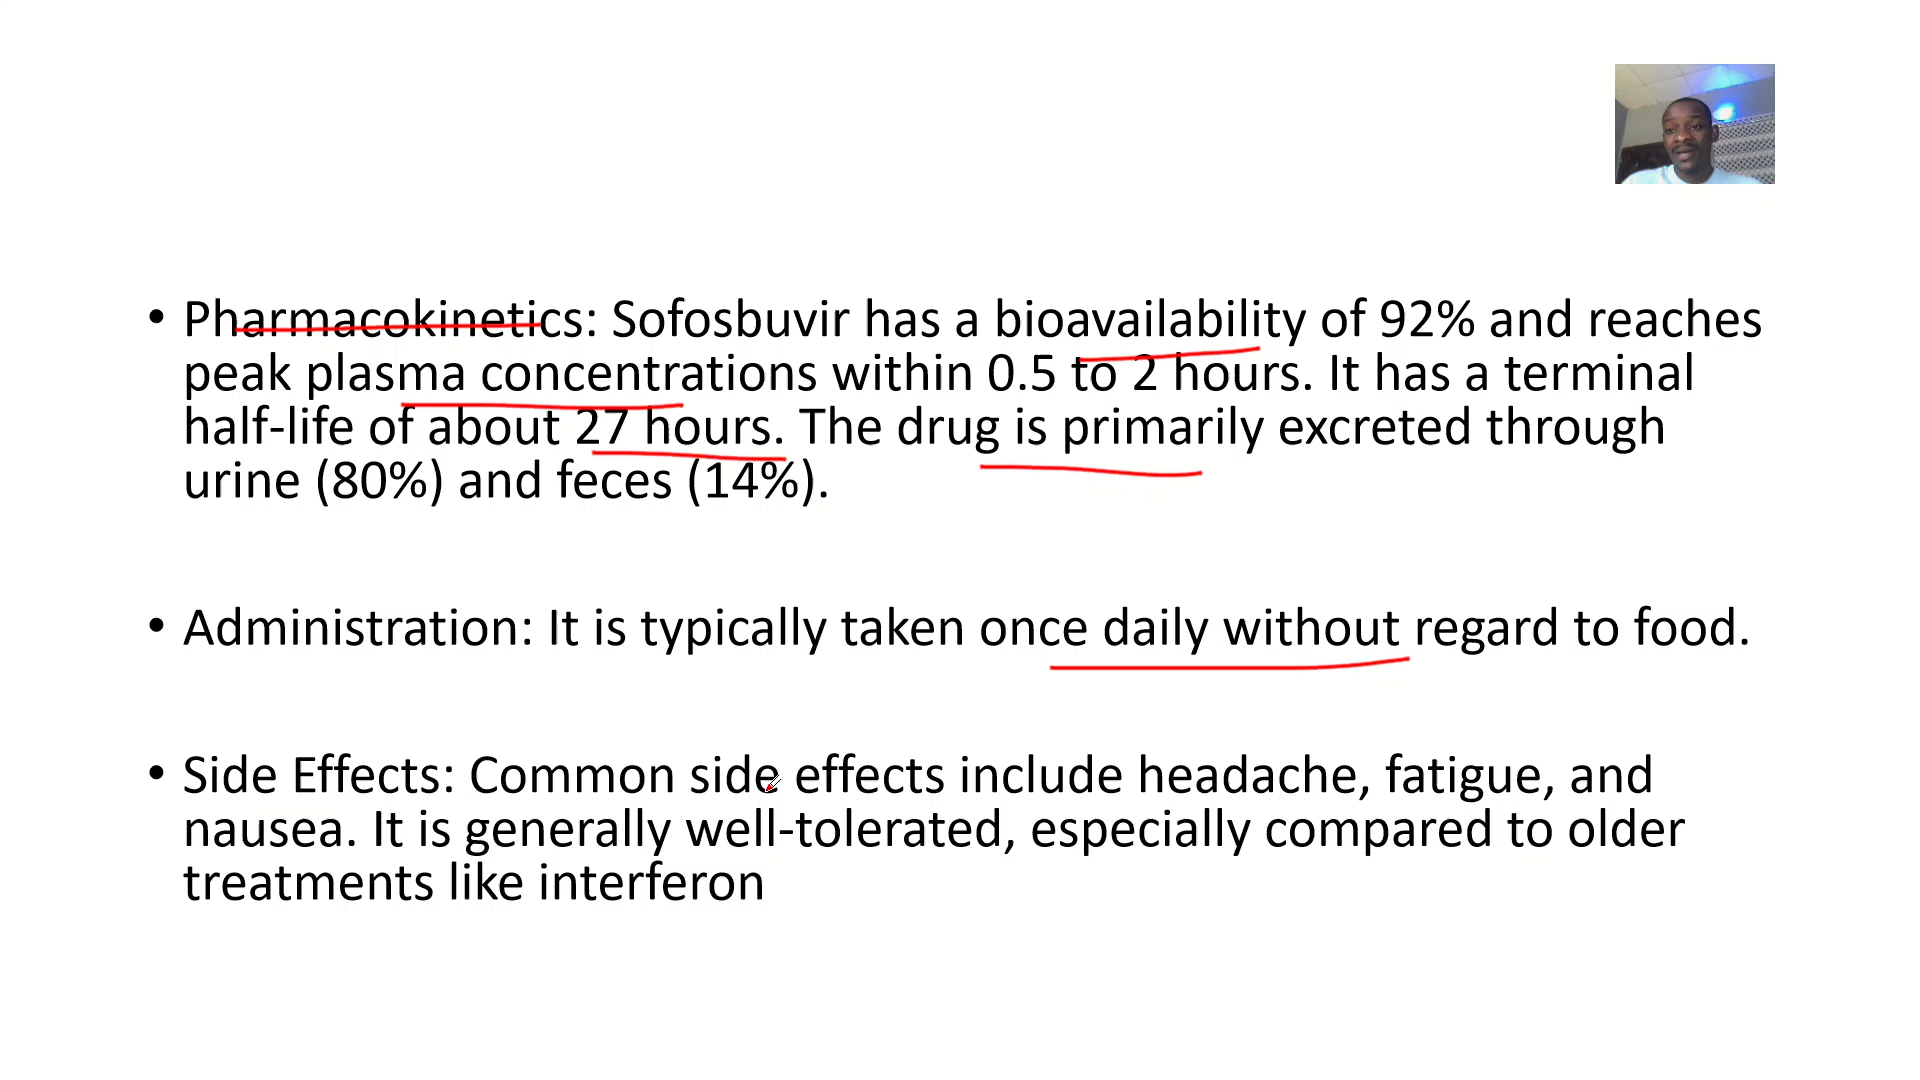 • Pharmacokinetics: Sofosbuvir has a bioavailability of 92% and reaches
peak plasma concentrations within 0.5 to 2 hours. It has a terminal
half-life of about 27 hours. The drug is primarily excreted through
urine (80%) and feces (14%).
• Administration: It is typically taken once daily without regard to food.
• Side Effects: Common side effects include headache, fatigue, and
nausea. It is generally well-tolerated, especially compared to older
treatments like interferon